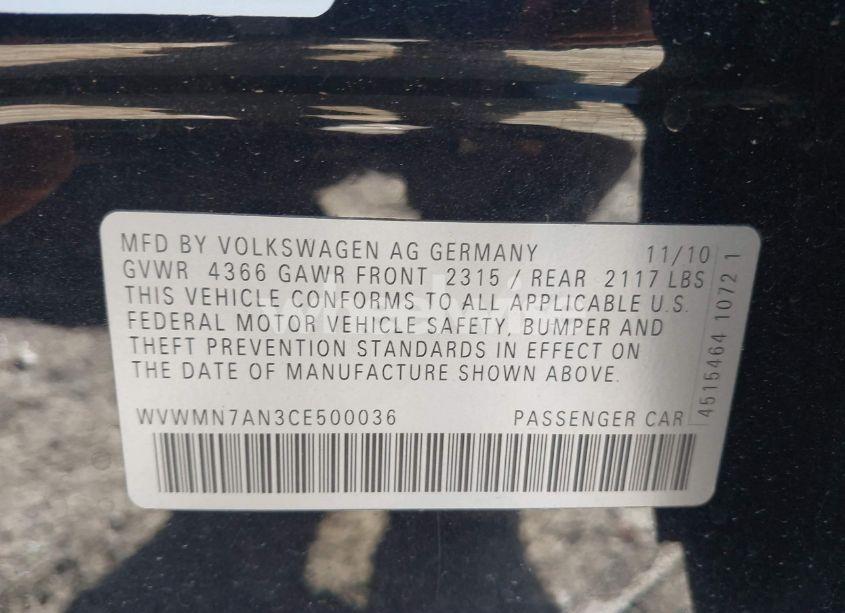 MFD BY VOLKSWAGEN AG GERMANY 11/10
GVWR 4366 GAWR FRONT 2315 / REAR 2117 LBS
THIS VEHICLE CONFORMS TO ALL APPLICABLE U.S.
FEDERAL MOTOR VEHICLE SAFETY, BUMPER AND
THEFT PREVENTION STANDARDS IN EFFECT ON
THE DATE OF MANUFACTURE SHOWN ABOVE.
WVWMN7AN3CE500036 PASSENGER CAR
4515464 1072 1